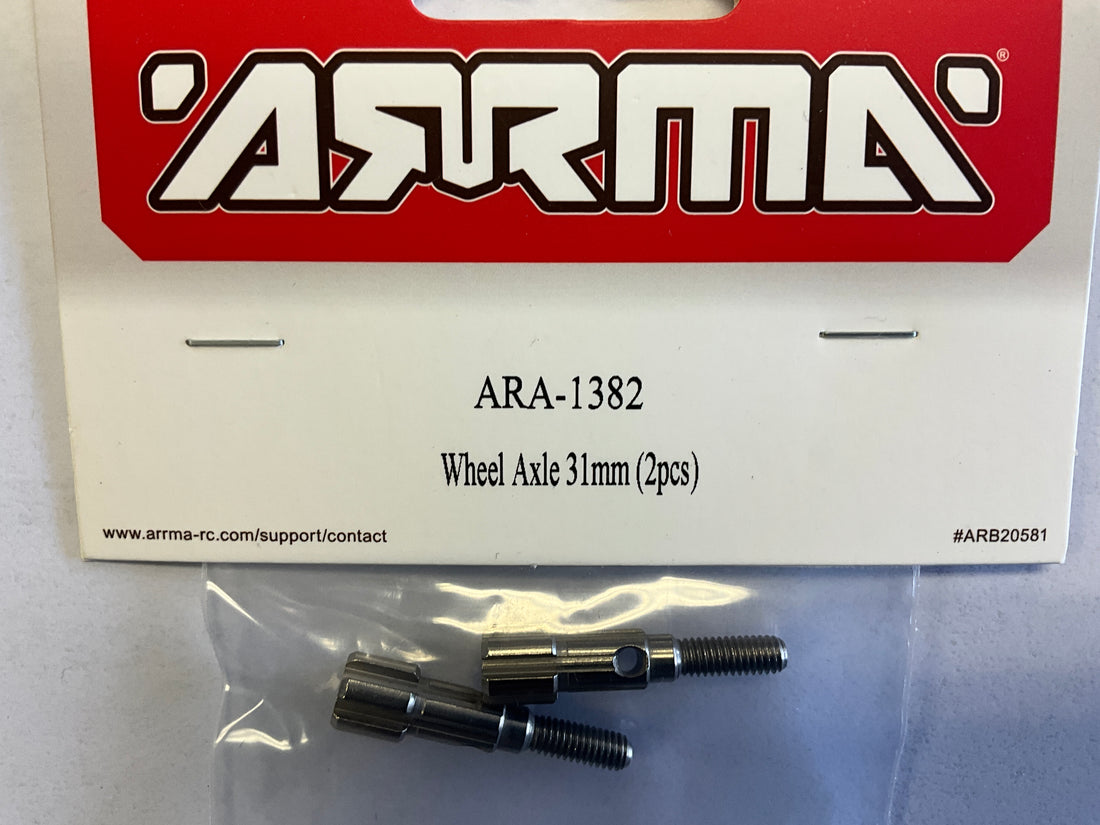 ARRMA®
ARA-1382
Wheel Axle 31mm (2pcs)
www.arrma-rc.com/support/contact
#ARB20581